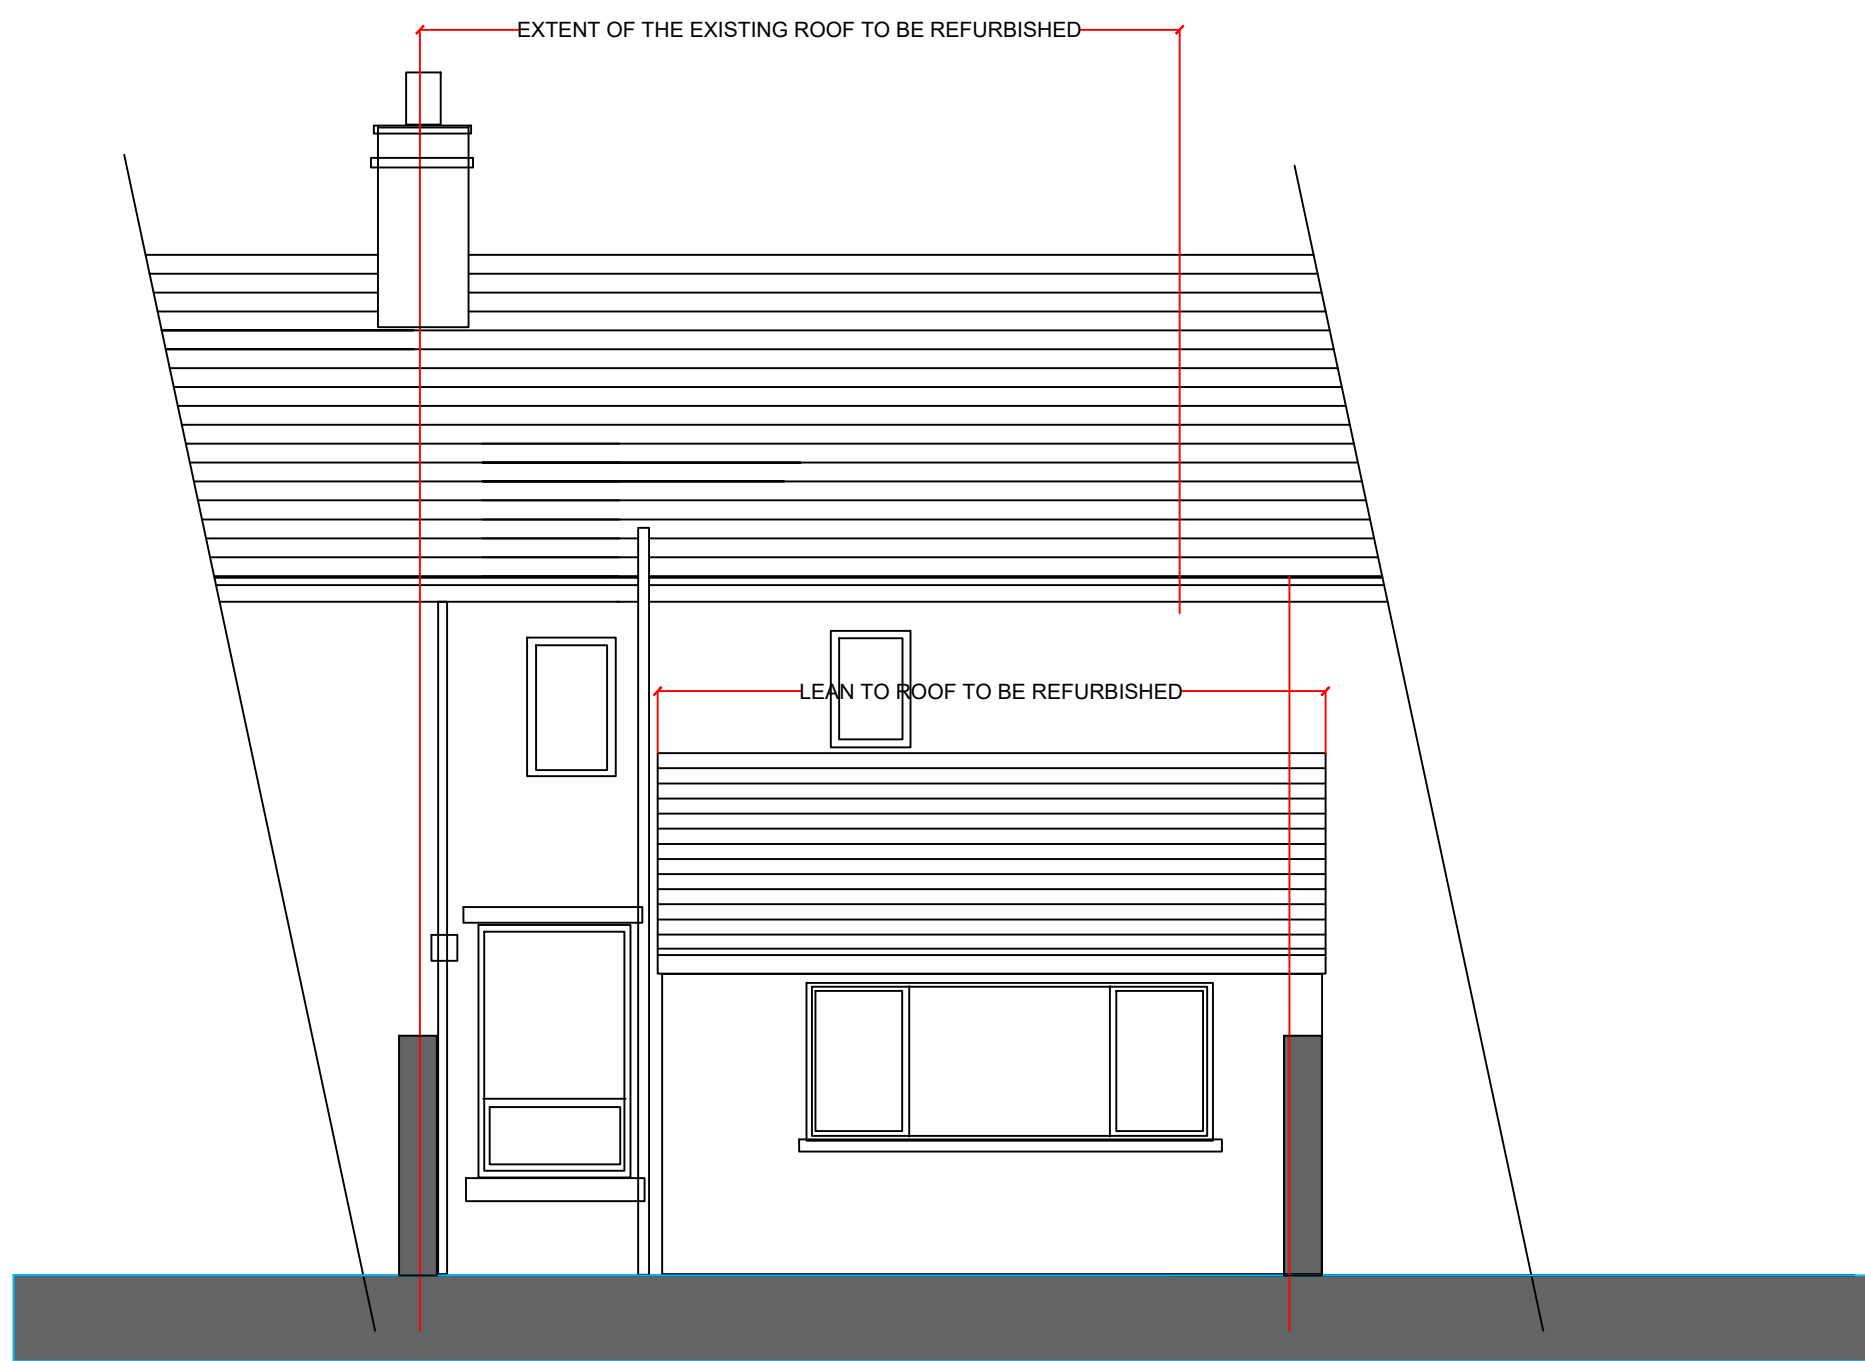 EXTENT OF THE EXISTING ROOF TO BE REFURBISHED
LEAN TO ROOF TO BE REFURBISHED